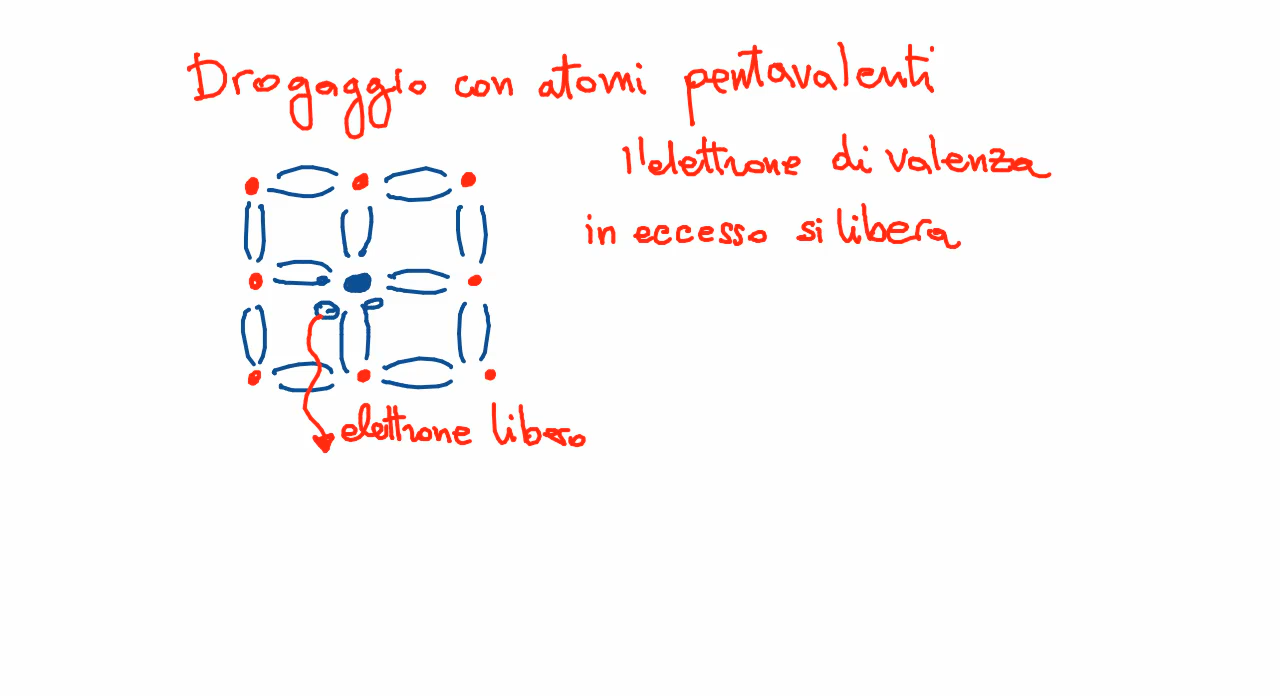 Drogaggio con atomi pentavalenti
l'elettrone di valenza
in eccesso si libera
elettrone libero